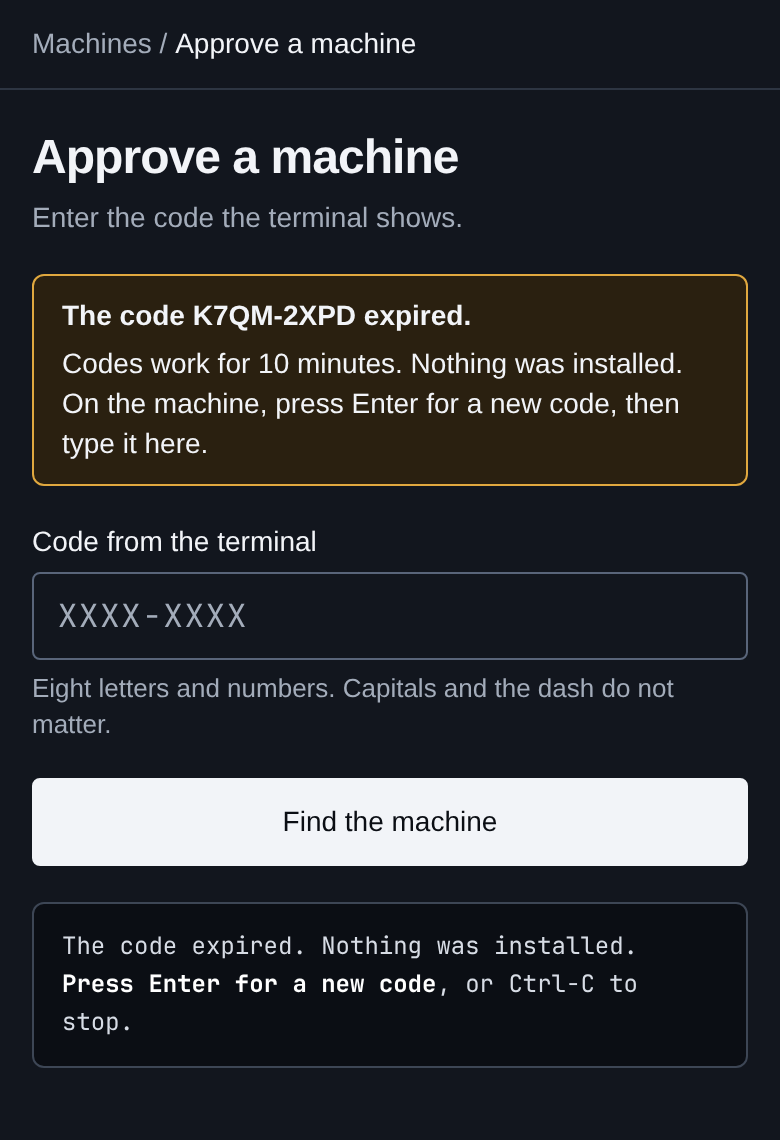 Machines / Approve a machine
Approve a machine
Enter the code the terminal shows.
The code K7QM-2XPD expired.
Codes work for 10 minutes. Nothing was installed.
On the machine, press Enter for a new code, then
type it here.
Code from the terminal
XXXX-XXXX
Eight letters and numbers. Capitals and the dash do not
matter.
Find the machine
The code expired. Nothing was installed.
Press Enter for a new code, or Ctrl-C to
stop.